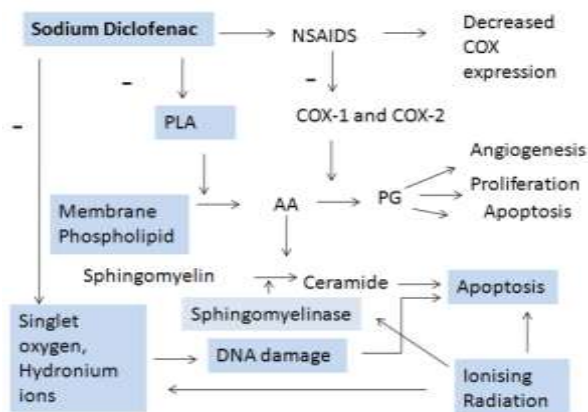 Sodium Diclofenac
NSAIDS
Decreased
COX
expression
–
–
–
PLA
COX-1 and COX-2
Angiogenesis
Membrane
Phospholipid
AA
PG
Proliferation
Apoptosis
Sphingomyelin
Ceramide
Apoptosis
Sphingomyelinase
Singlet
oxygen,
Hydronium
ions
DNA damage
Ionising
Radiation